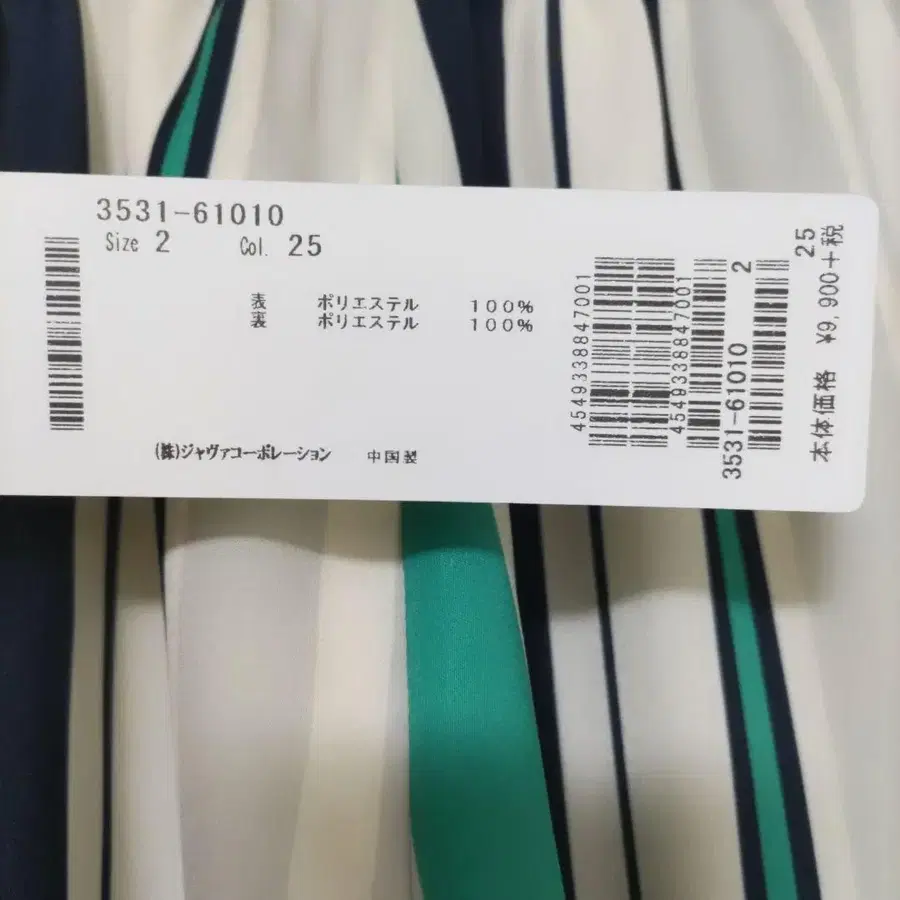 3531-61010
Size 2 Col. 25
表 ポリエステル 100%
裏 ポリエステル 100%
(株)ジャヴァコーポレーション 中国製
4549338847001
4549338847001
3531-61010 2
25
本体価格 ¥9,900+税